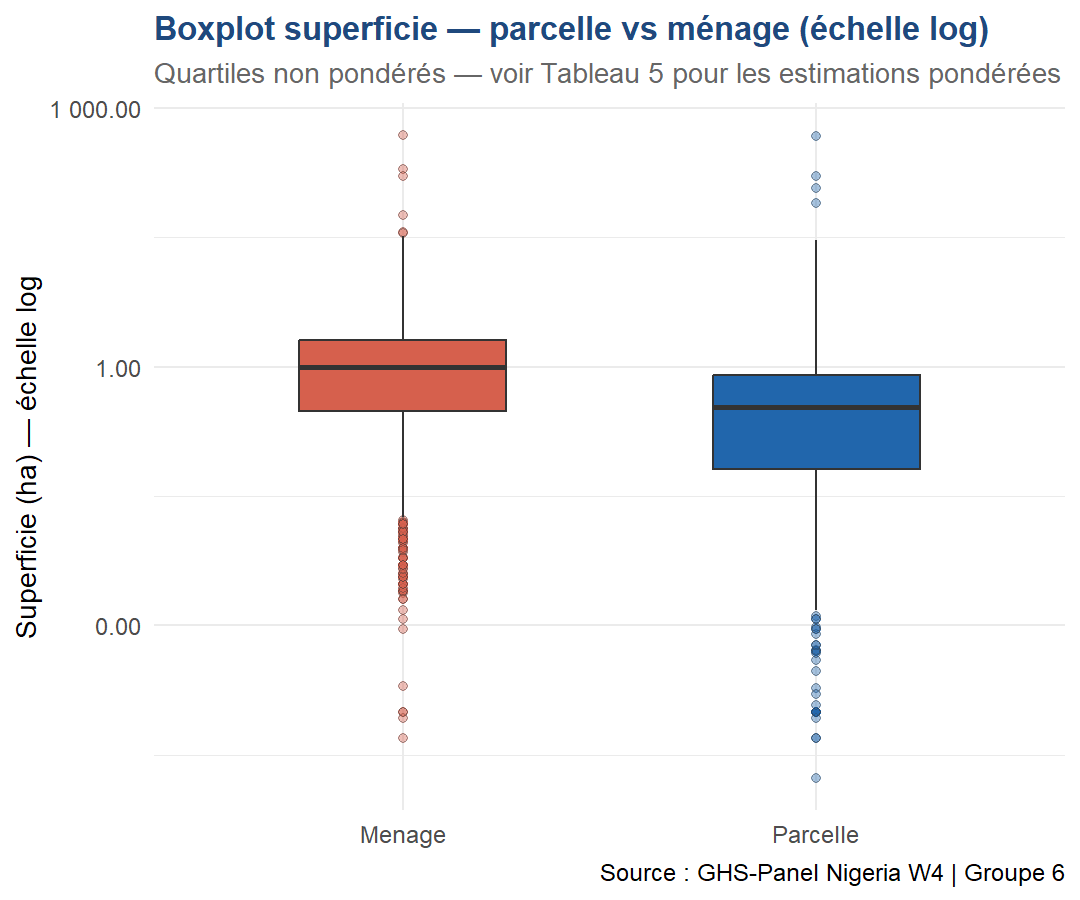 Boxplot superficie — parcelle vs ménage (échelle log)
Quartiles non pondérés — voir Tableau 5 pour les estimations pondérées
1 000.00
1.00
0.00
Superficie (ha) — échelle log
Menage
Parcelle
Source : GHS-Panel Nigeria W4 | Groupe 6